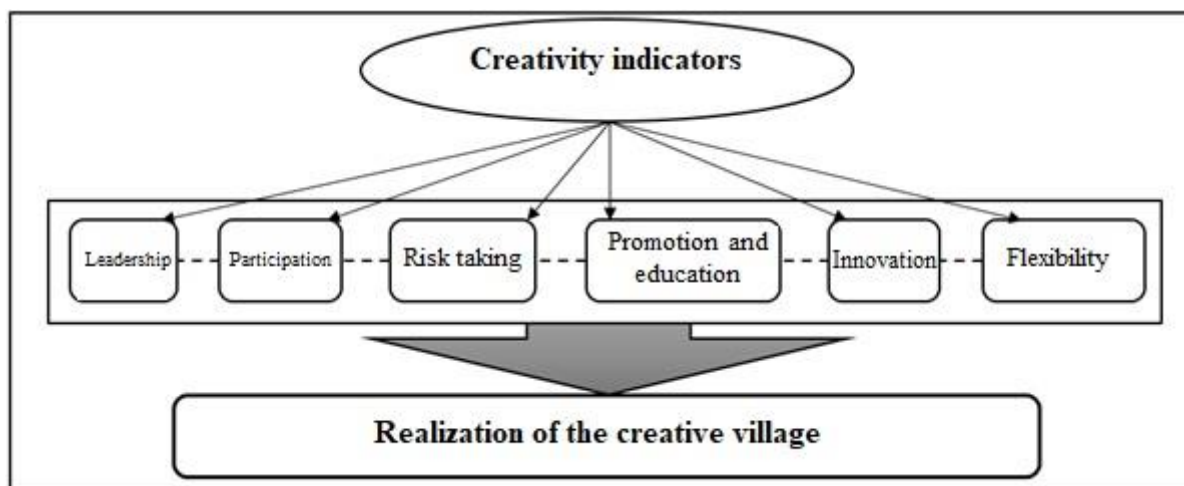 Creativity indicators
Leadership
Participation
Risk taking
Promotion and
education
Innovation
Flexibility
Realization of the creative village